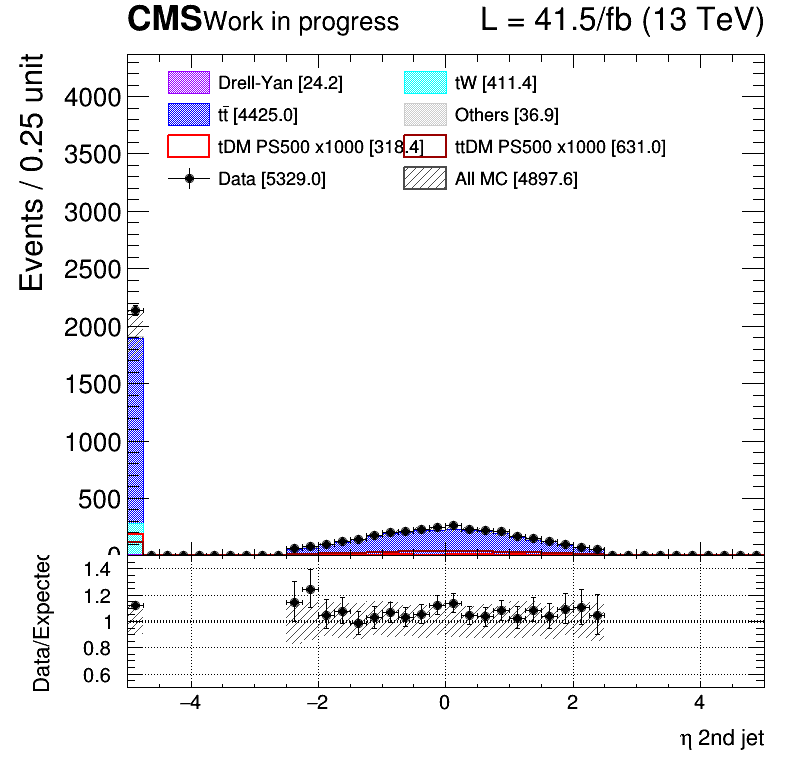 CMS Work in progress L = 41.5/fb (13 TeV)
Events / 0.25 unit
Drell-Yan [24.2] tW [411.4]
tt̄ [4425.0] Others [36.9]
tDM PS500 x1000 [318.4] ttDM PS500 x1000 [631.0]
Data [5329.0] All MC [4897.6]
4000
3500
3000
2500
2000
1500
1000
500
0
Data/Expected
1.4
1.2
1
0.8
0.6
−4 −2 0 2 4
η 2nd jet